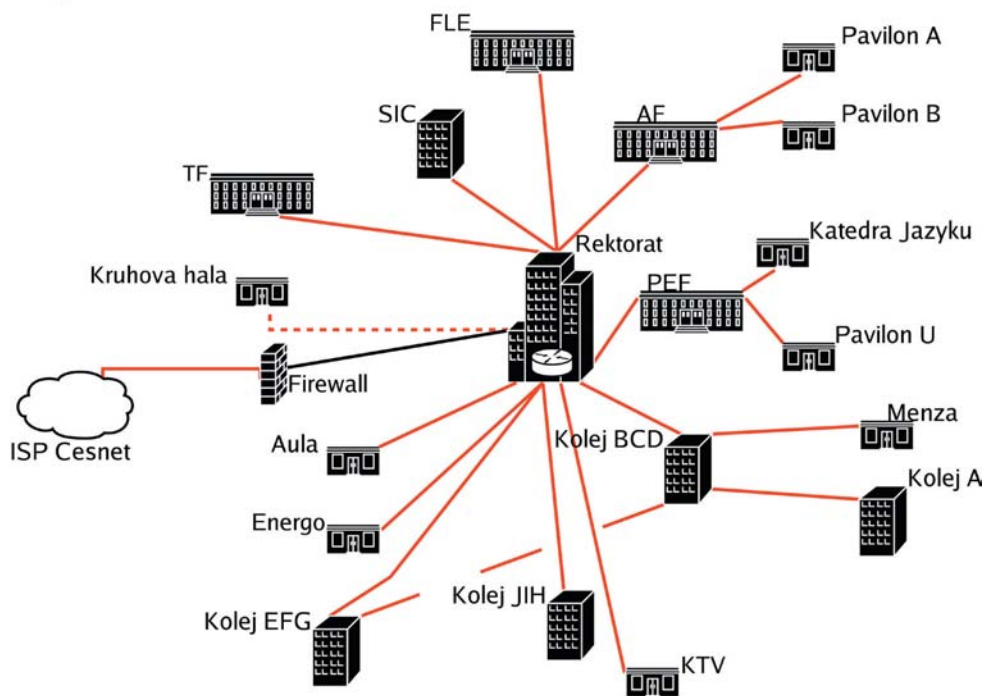 FLE
Pavilon A
SIC
AF
Pavilon B
TF
Rektorat
Katedra Jazyku
Kruhova hala
PEF
Firewall
Pavilon U
ISP Cesnet
Aula
Kolej BCD
Menza
Kolej A
Energo
Kolej EFG
Kolej JIH
KTV